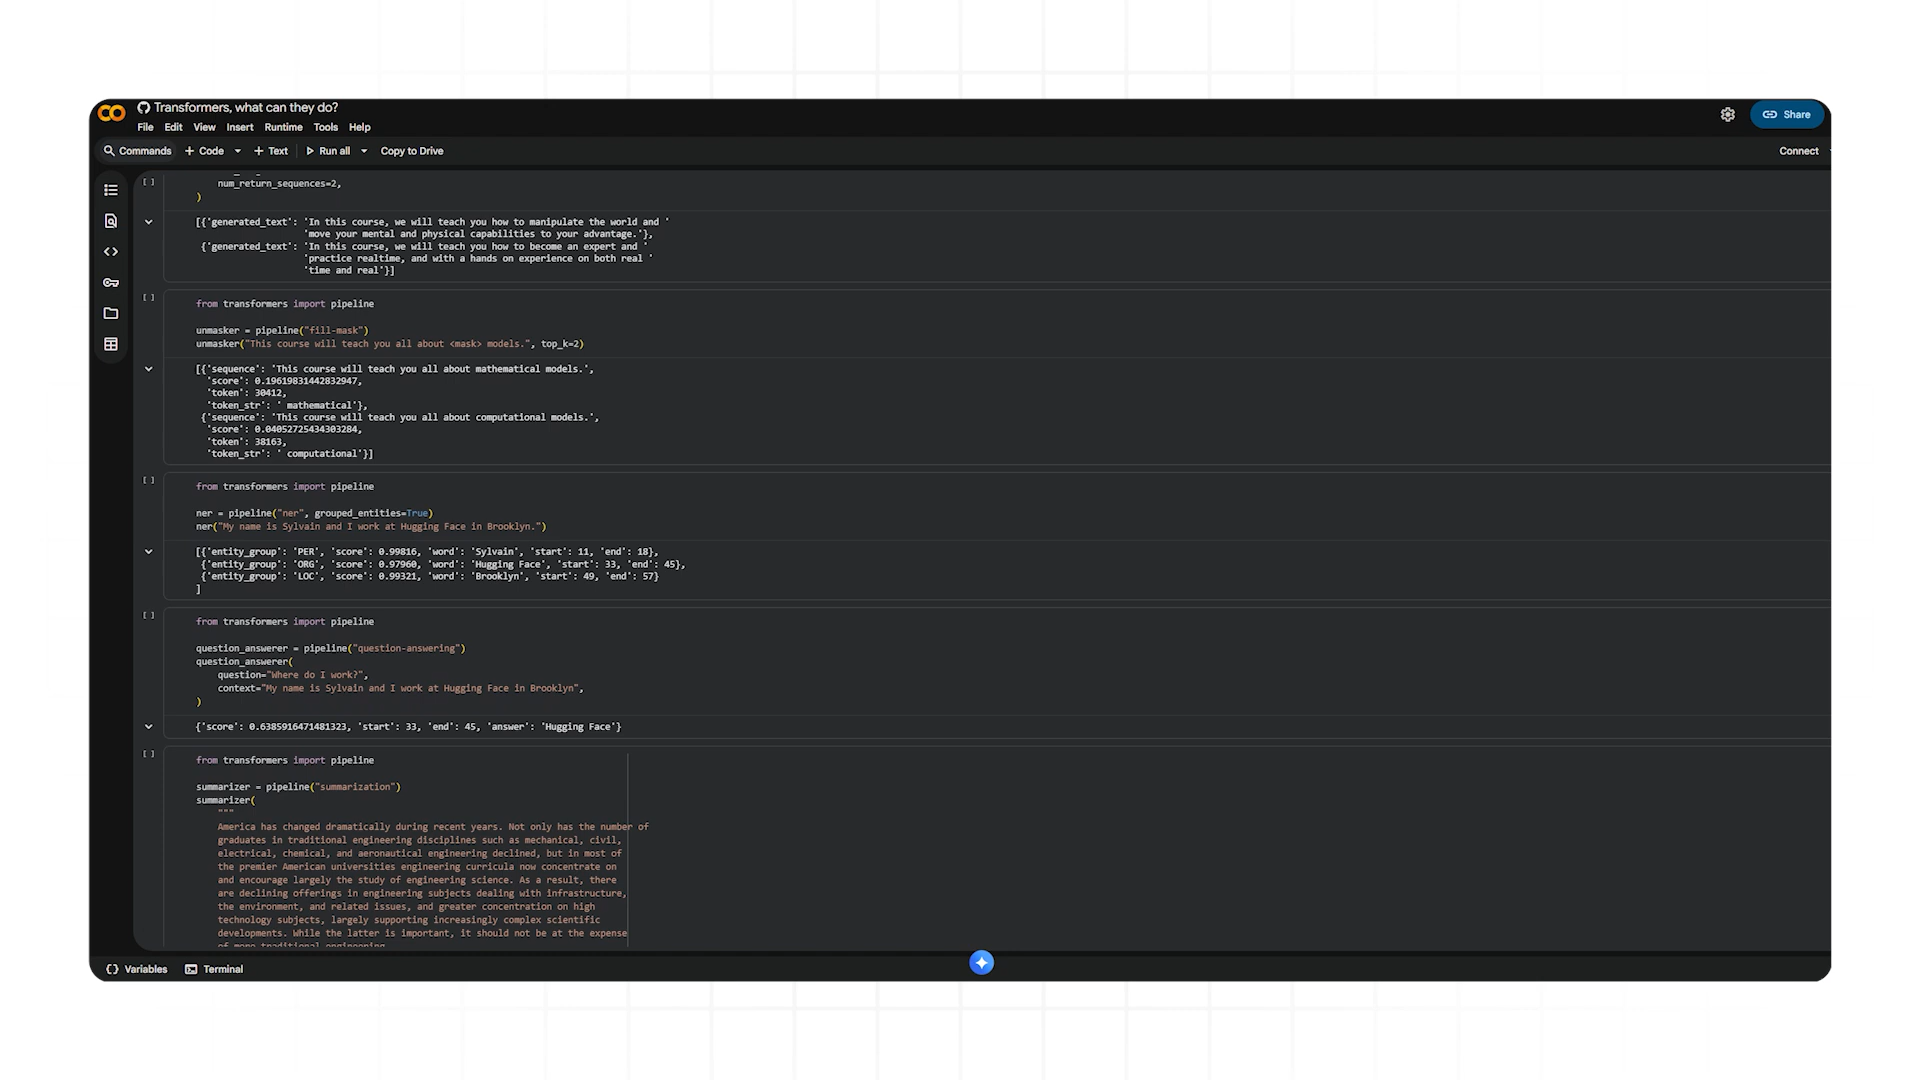 Transformers, what can they do?
File Edit View Insert Runtime Tools Help
Share
Commands + Code + Text Run all Copy to Drive
Connect
[ ]
num_return_sequences=2,
)
[{'generated_text': 'In this course, we will teach you how to manipulate the world and '
'move your mental and physical capabilities to your advantage.'},
{'generated_text': 'In this course, we will teach you how to become an expert and '
'practice realtime, and with a hands on experience on both real '
'time and real'}]
[ ]
from transformers import pipeline
unmasker = pipeline("fill-mask")
unmasker("This course will teach you all about <mask> models.", top_k=2)
[{'sequence': 'This course will teach you all about mathematical models.',
'score': 0.19619831442832947,
'token': 30412,
'token_str': ' mathematical'},
{'sequence': 'This course will teach you all about computational models.',
'score': 0.04052725434303284,
'token': 38163,
'token_str': ' computational'}]
[ ]
from transformers import pipeline
ner = pipeline("ner", grouped_entities=True)
ner("My name is Sylvain and I work at Hugging Face in Brooklyn.")
[{'entity_group': 'PER', 'score': 0.99816, 'word': 'Sylvain', 'start': 11, 'end': 18},
{'entity_group': 'ORG', 'score': 0.97960, 'word': 'Hugging Face', 'start': 33, 'end': 45},
{'entity_group': 'LOC', 'score': 0.99321, 'word': 'Brooklyn', 'start': 49, 'end': 57}
]
[ ]
from transformers import pipeline
question_answerer = pipeline("question-answering")
question_answerer(
question="Where do I work?",
context="My name is Sylvain and I work at Hugging Face in Brooklyn",
)
{'score': 0.6385916471481323, 'start': 33, 'end': 45, 'answer': 'Hugging Face'}
[ ]
from transformers import pipeline
summarizer = pipeline("summarization")
summarizer(
"""
America has changed dramatically during recent years. Not only has the number of
graduates in traditional engineering disciplines such as mechanical, civil,
electrical, chemical, and aeronautical engineering declined, but in most of
the premier American universities engineering curricula now concentrate on
and encourage largely the study of engineering science. As a result, there
are declining offerings in engineering subjects dealing with infrastructure,
the environment, and related issues, and greater concentration on high
technology subjects, largely supporting increasingly complex scientific
developments. While the latter is important, it should not be at the expense
of more traditional engineering
Variables Terminal